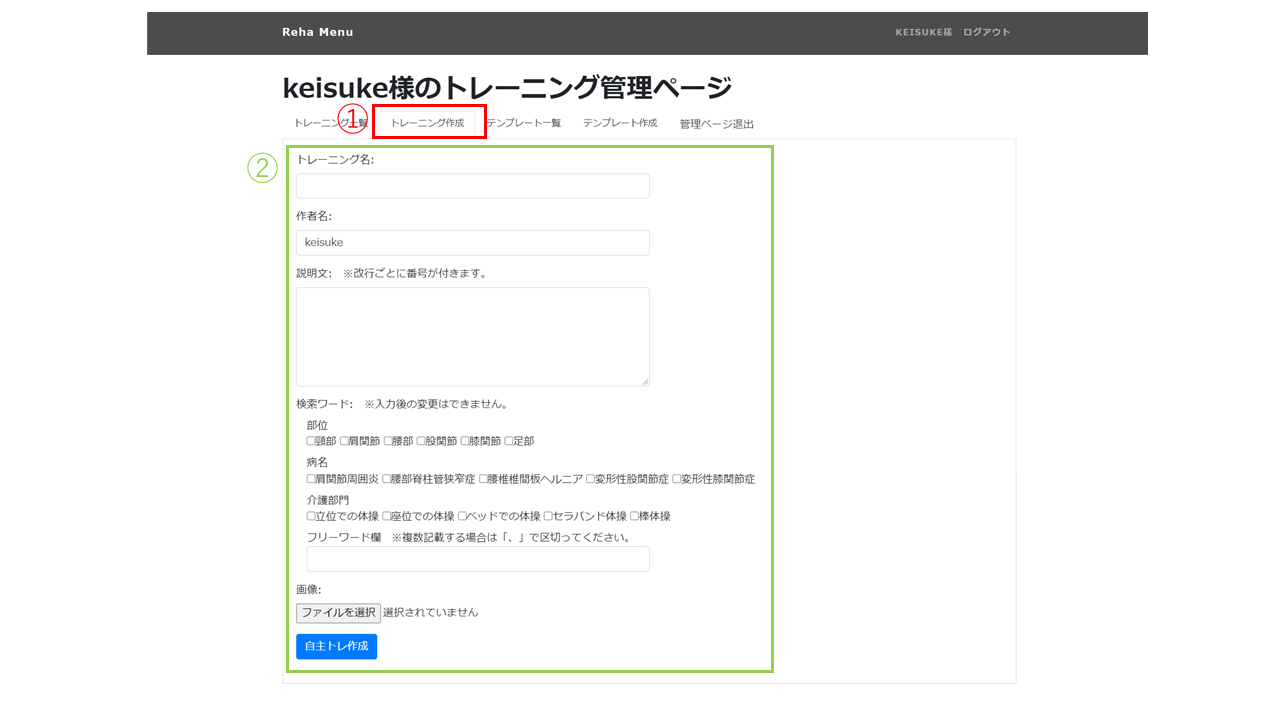 Reha Menu KEISUKE様 ログアウト
keisuke様のトレーニング管理ページ
トレーニング一覧 ① トレーニング作成 テンプレート一覧 テンプレート作成 管理ページ退出
②
トレーニング名:
作者名:
keisuke
説明文: ※改行ごとに番号が付きます。
検索ワード: ※入力後の変更はできません。
部位
頸部 肩関節 腰部 股関節 膝関節 足部
病名
肩関節周囲炎 腰部脊柱管狭窄症 腰椎椎間板ヘルニア 変形性股関節症 変形性膝関節症
介護部門
立位での体操 座位での体操 ベッドでの体操 セラバンド体操 棒体操
フリーワード欄 ※複数記載する場合は「、」で区切ってください。
画像:
ファイルを選択 選択されていません
自主トレ作成